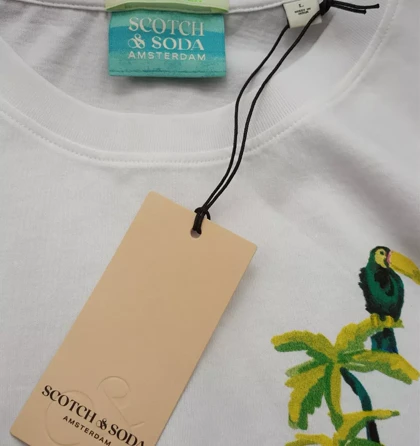 SCOTCH
& SODA
AMSTERDAM
L
SCOTCH & SODA
AMSTERDAM